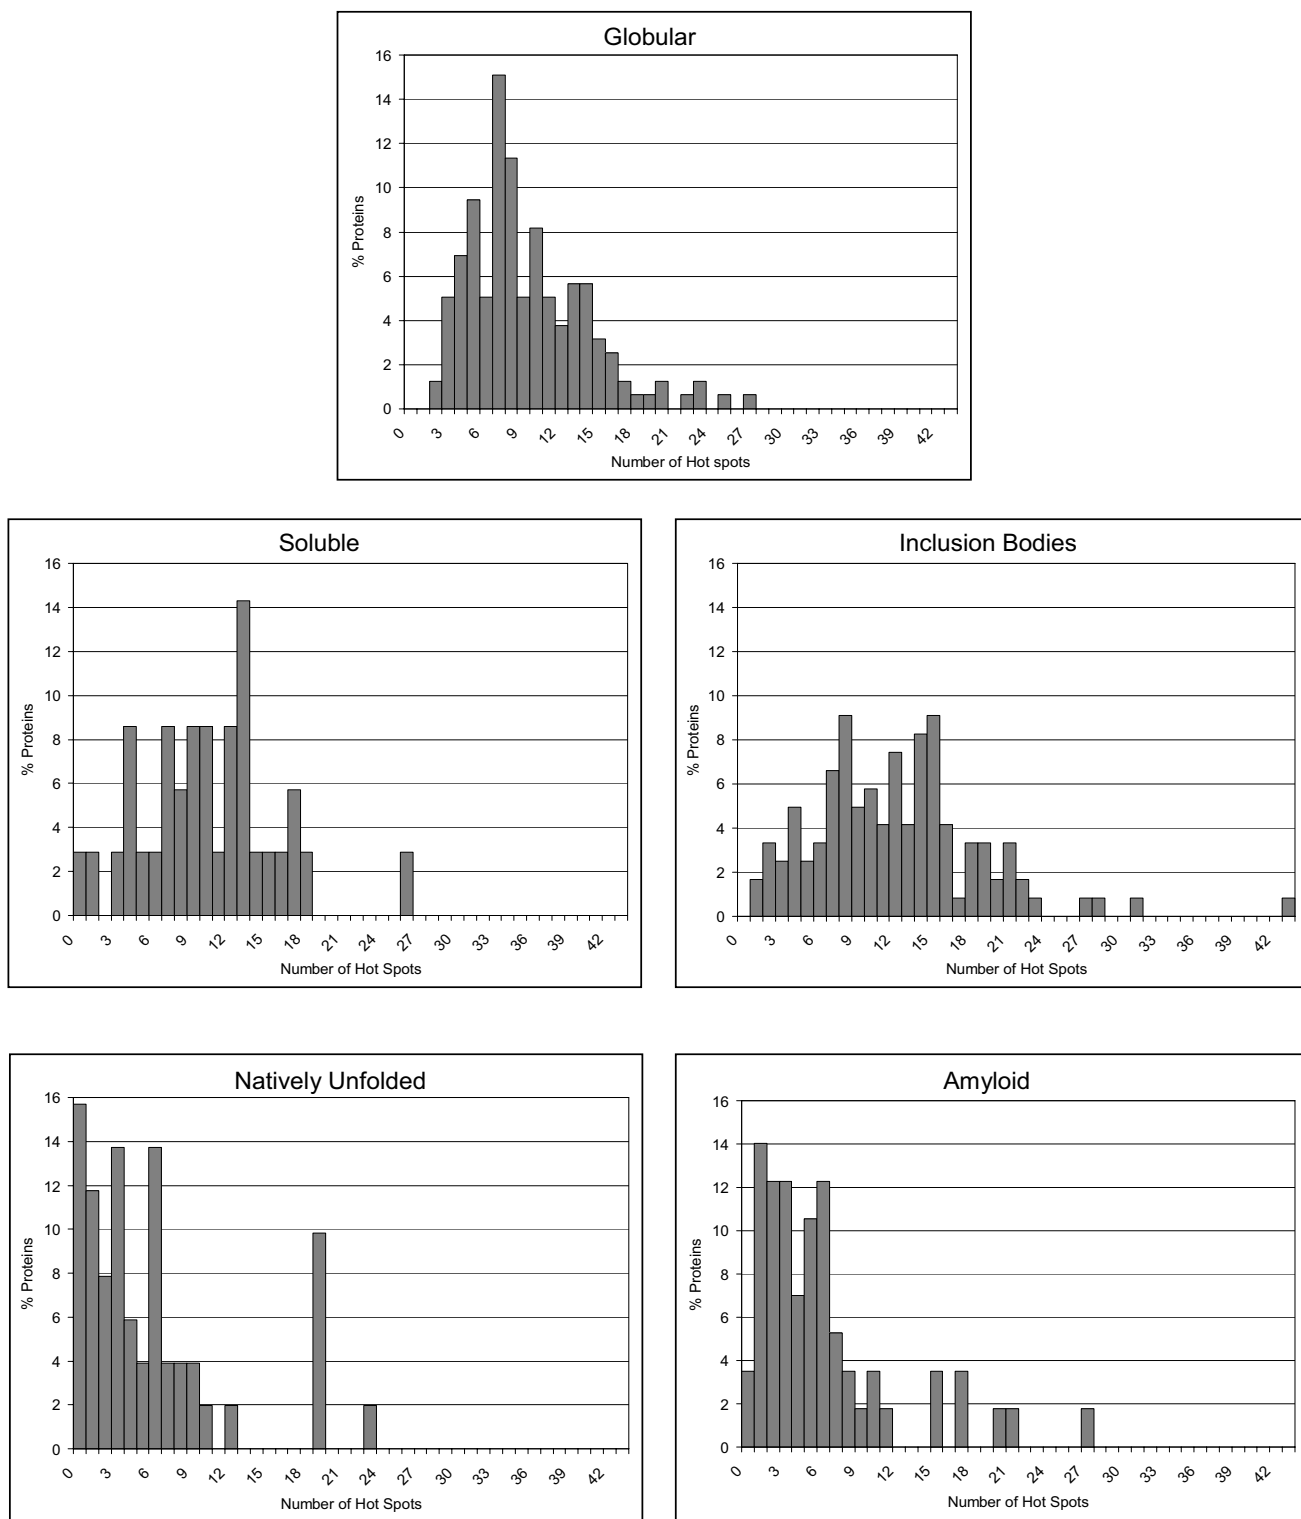 Globular
16
14
12
10
8
6
4
2
0
% Proteins
0 3 6 9 12 15 18 21 24 27 30 33 36 39 42
Number of Hot spots
Soluble
16
14
12
10
8
6
4
2
0
% Proteins
0 3 6 9 12 15 18 21 24 27 30 33 36 39 42
Number of Hot Spots
Inclusion Bodies
16
14
12
10
8
6
4
2
0
% Proteins
0 3 6 9 12 15 18 21 24 27 30 33 36 39 42
Number of Hot Spots
Natively Unfolded
16
14
12
10
8
6
4
2
0
% Proteins
0 3 6 9 12 15 18 21 24 27 30 33 36 39 42
Number of Hot Spots
Amyloid
16
14
12
10
8
6
4
2
0
% Proteins
0 3 6 9 12 15 18 21 24 27 30 33 36 39 42
Number of Hot Spots